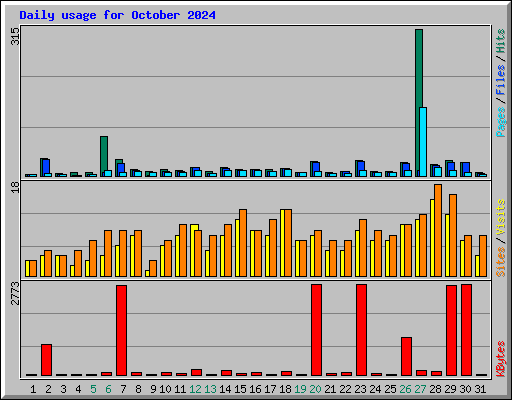 Daily usage for October 2024
315
Pages / Files / Hits
18
Sites / Visits
2773
KBytes
1 2 3 4 5 6 7 8 9 10 11 12 13 14 15 16 17 18 19 20 21 22 23 24 25 26 27 28 29 30 31